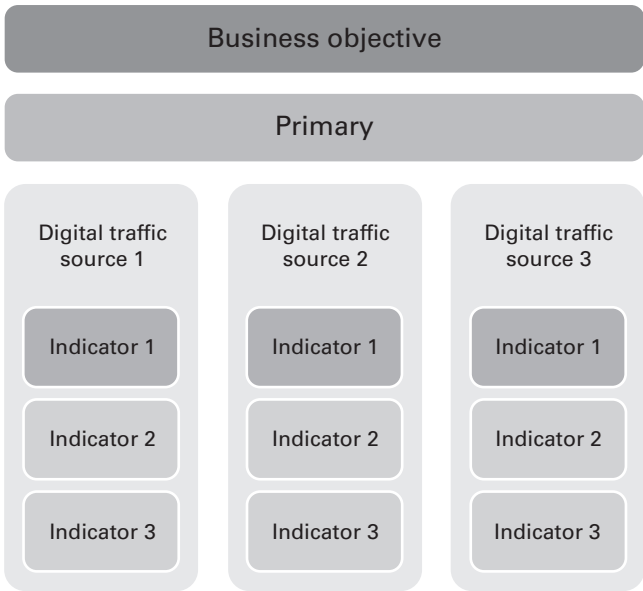 Business objective
Primary
Digital traffic
source 1
Indicator 1
Indicator 2
Indicator 3
Digital traffic
source 2
Indicator 1
Indicator 2
Indicator 3
Digital traffic
source 3
Indicator 1
Indicator 2
Indicator 3